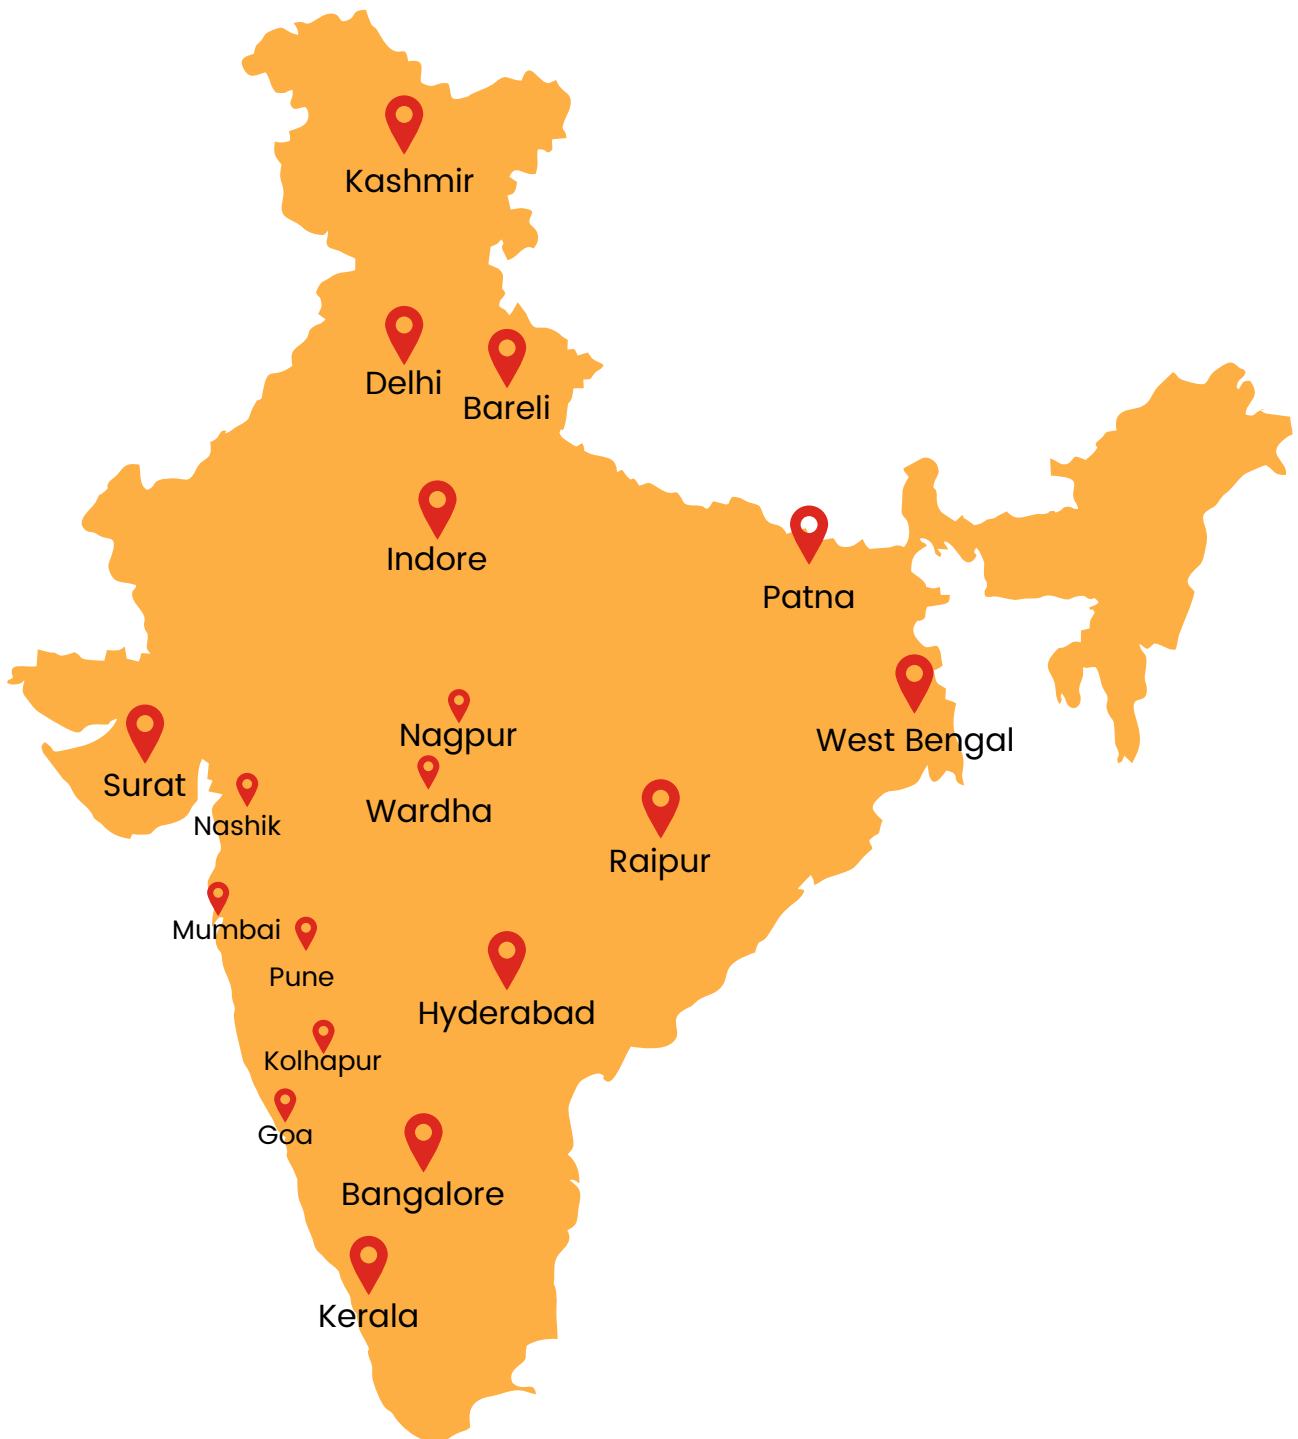 Kashmir
Delhi
Bareli
Indore
Patna
Nagpur
West Bengal
Surat
Wardha
Nashik
Raipur
Mumbai
Pune
Hyderabad
Kolhapur
Goa
Bangalore
Kerala